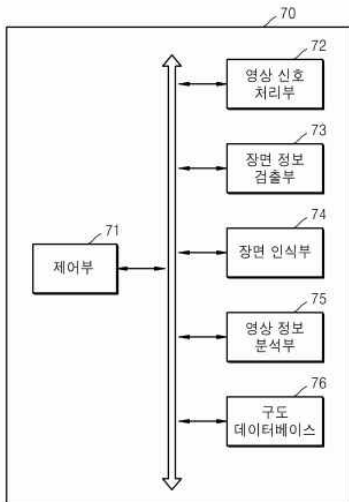 70
72
영상 신호
처리부
73
장면 정보
검출부
74
장면 인식부
71
제어부
75
영상 정보
분석부
76
구도
데이터베이스